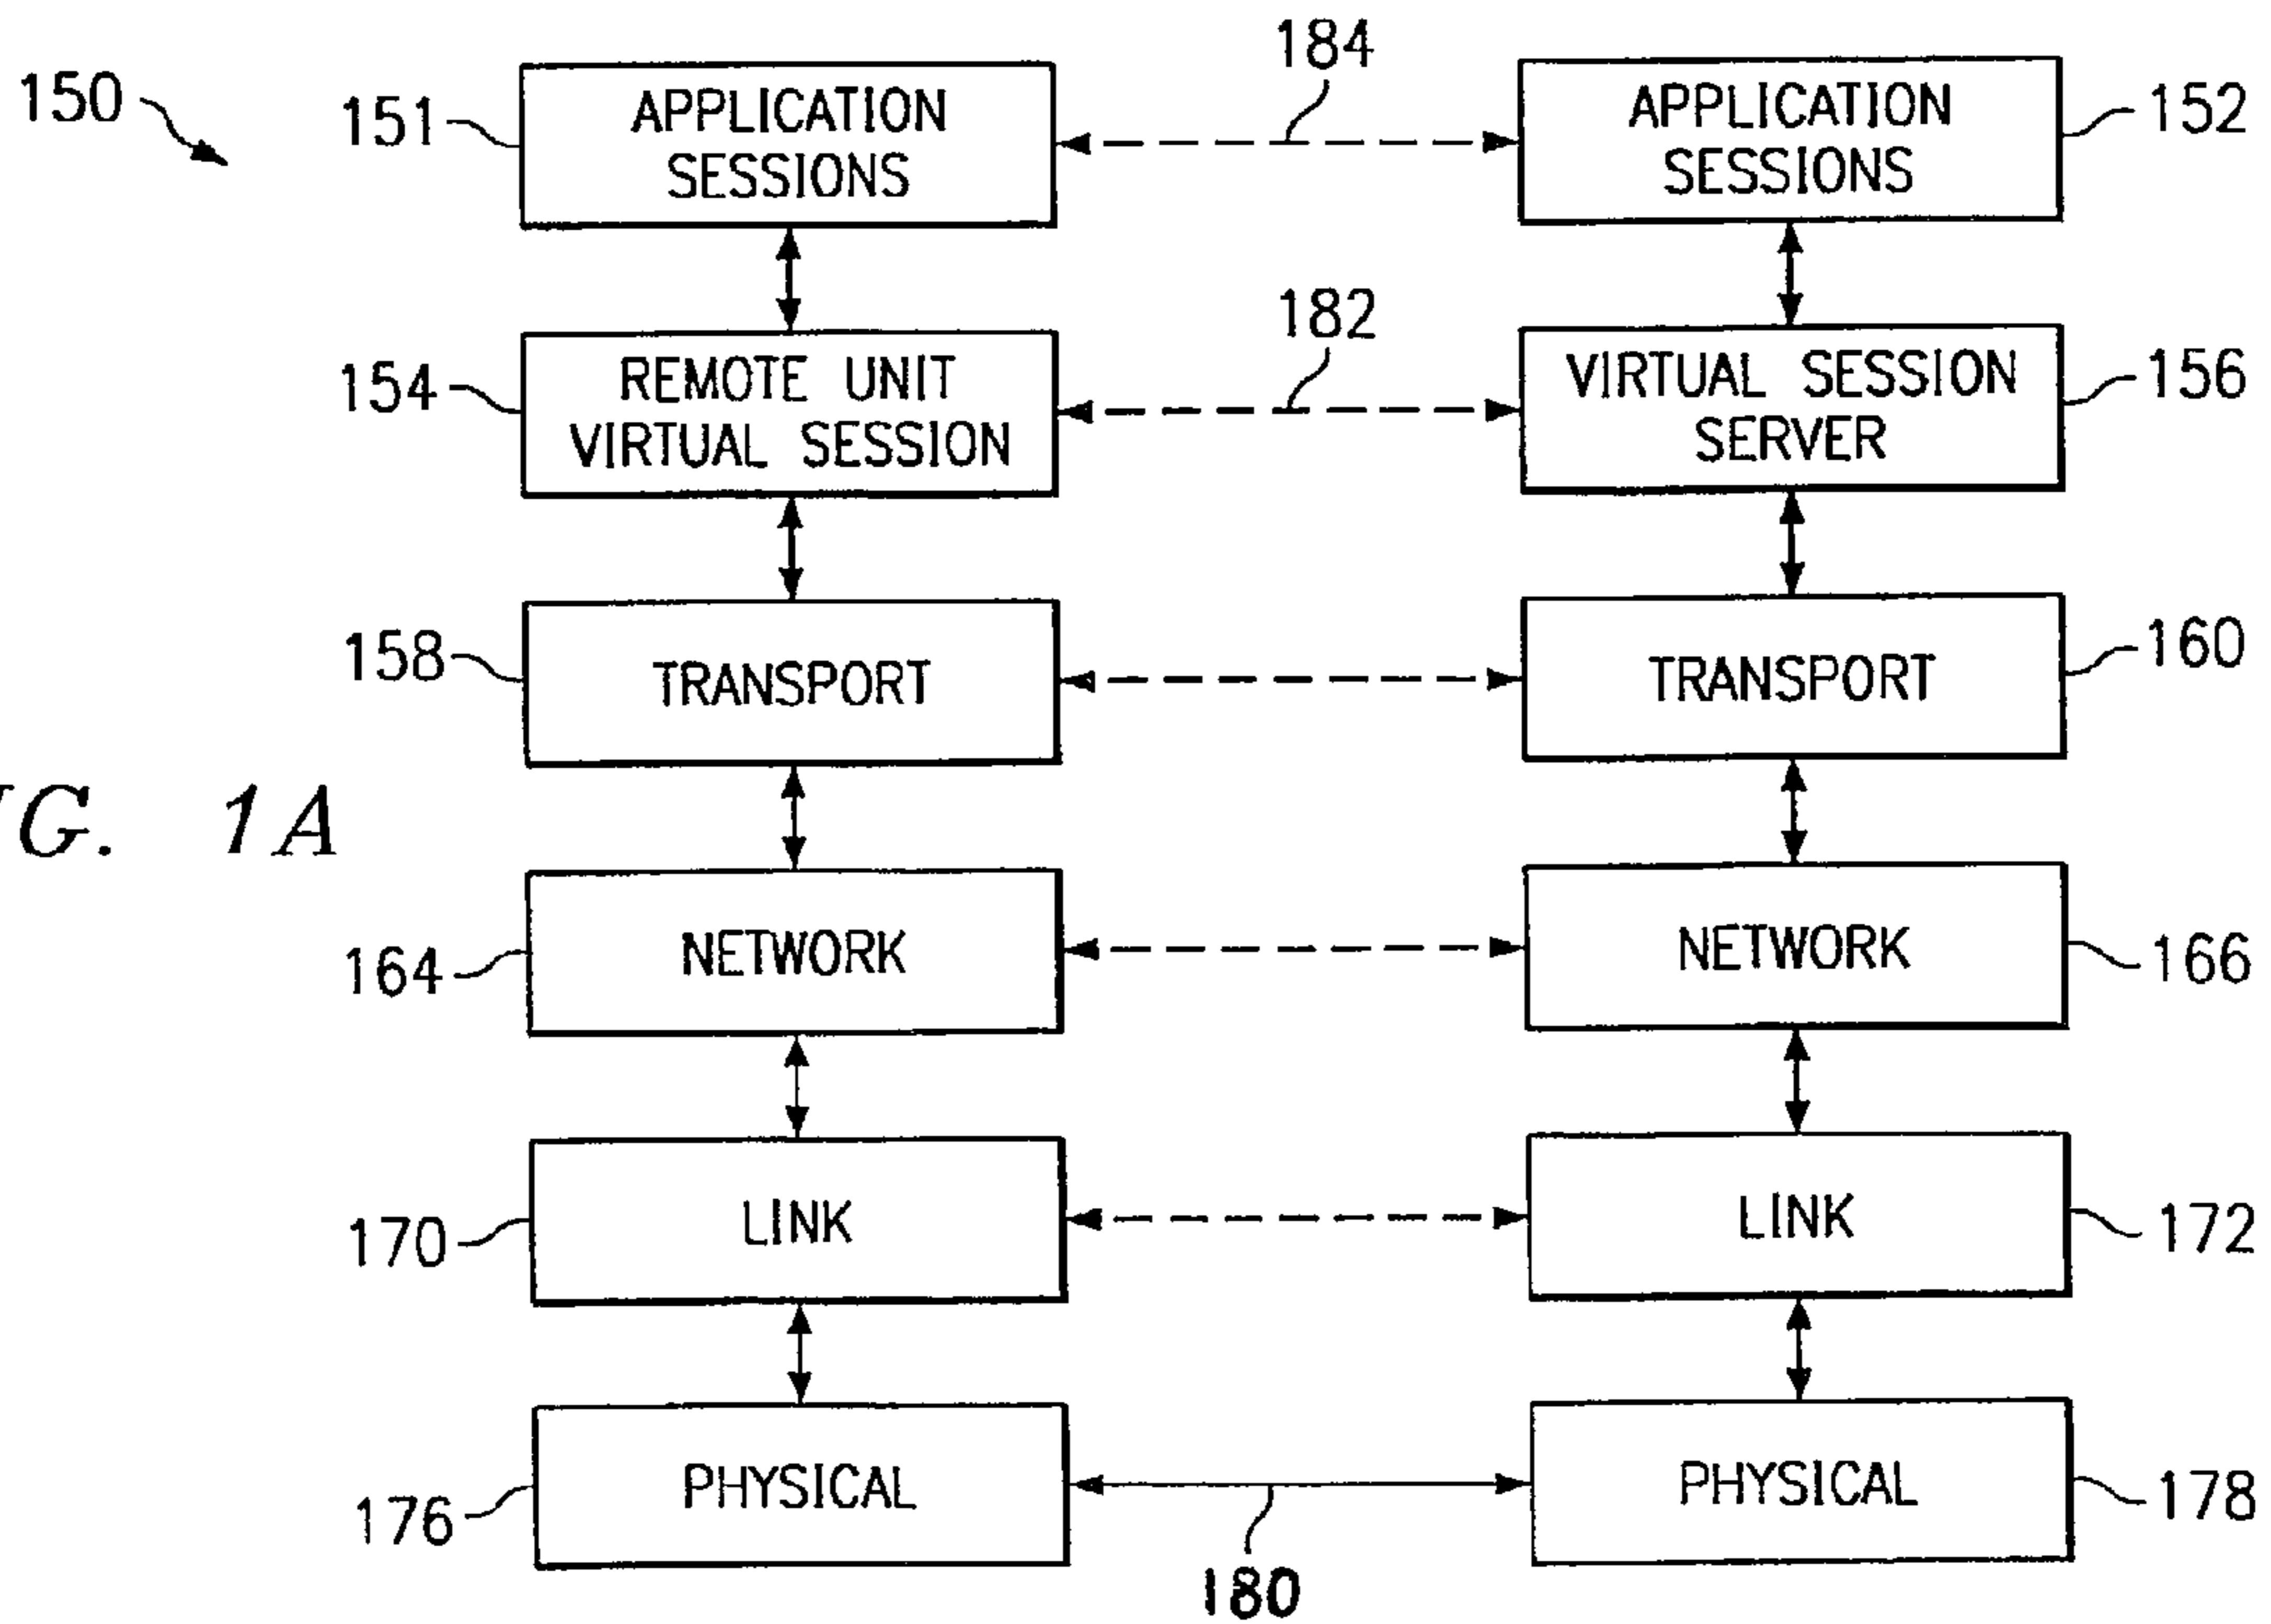 184
150
151
APPLICATION
SESSIONS
APPLICATION
SESSIONS
152
182
154
REMOTE UNIT
VIRTUAL SESSION
VIRTUAL SESSION
SERVER
156
158
TRANSPORT
TRANSPORT
160
G. 1A
164
NETWORK
NETWORK
166
170
LINK
LINK
172
176
PHYSICAL
PHYSICAL
178
180